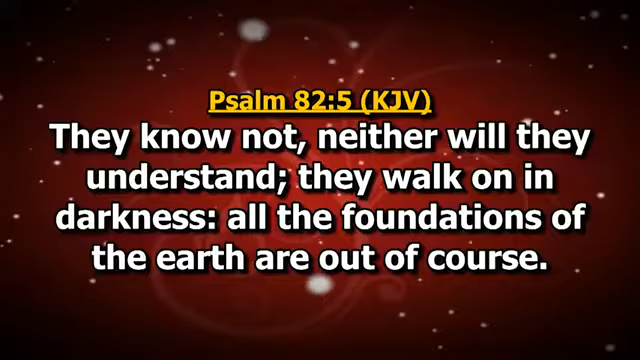 Psalm 82:5 (KJV)
They know not, neither will they
understand; they walk on in
darkness: all the foundations of
the earth are out of course.